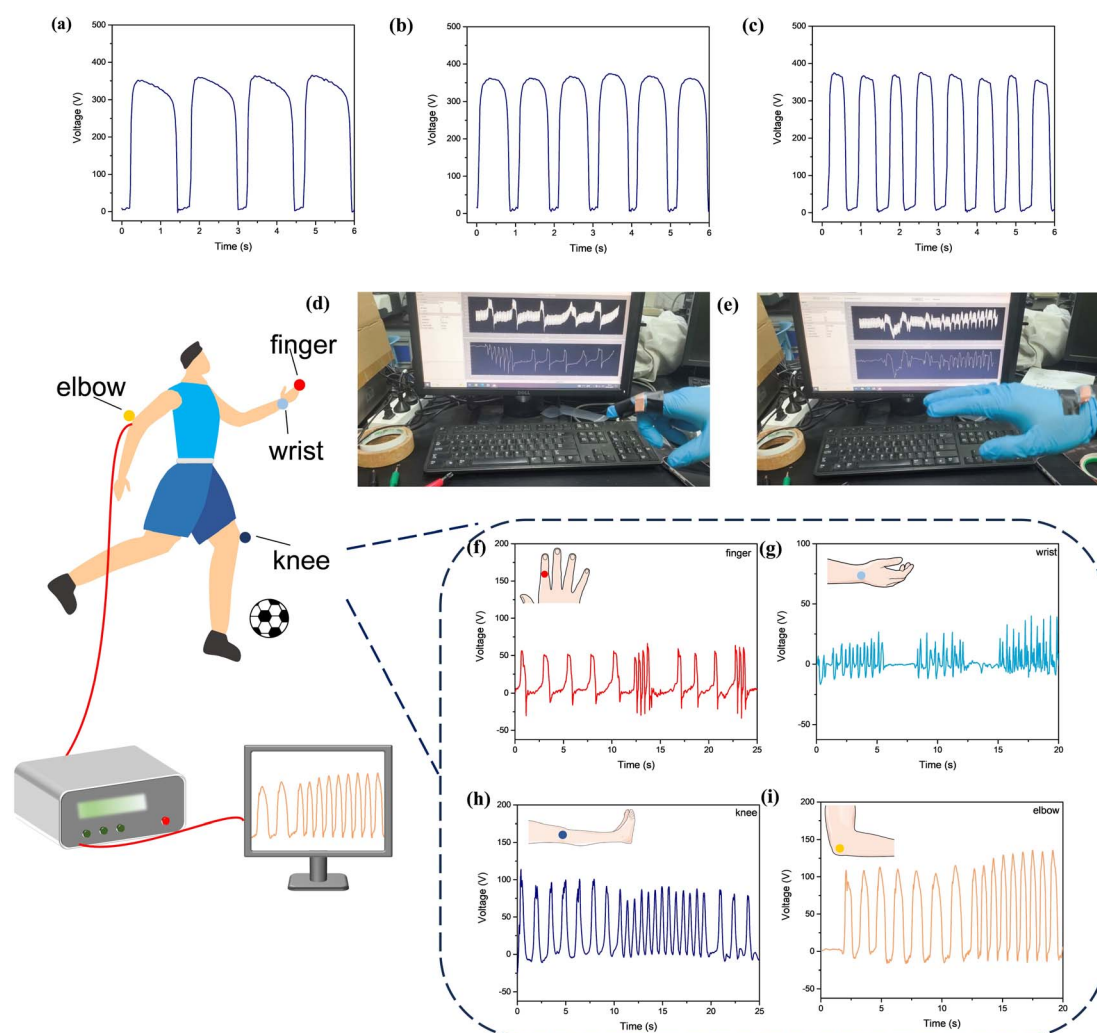 (a)
500
400
300
200
100
0
Voltage (V)
0 1 2 3 4 5 6
Time (s)
(b)
500
400
300
200
100
0
Voltage (V)
0 1 2 3 4 5 6
Time (s)
(c)
500
400
300
200
100
0
Voltage (V)
0 1 2 3 4 5 6
Time (s)
finger
elbow
wrist
knee
(d)
DELL
(e)
(f)
finger
200
150
100
50
0
-50
Voltage (V)
0 5 10 15 20 25
Time (s)
(g)
wrist
100
50
0
-50
Voltage (V)
0 5 10 15 20
Time (s)
(h)
knee
200
150
100
50
0
-50
Voltage (V)
0 5 10 15 20 25
Time (s)
(i)
elbow
200
150
100
50
0
-50
Voltage (V)
0 5 10 15 20
Time (s)